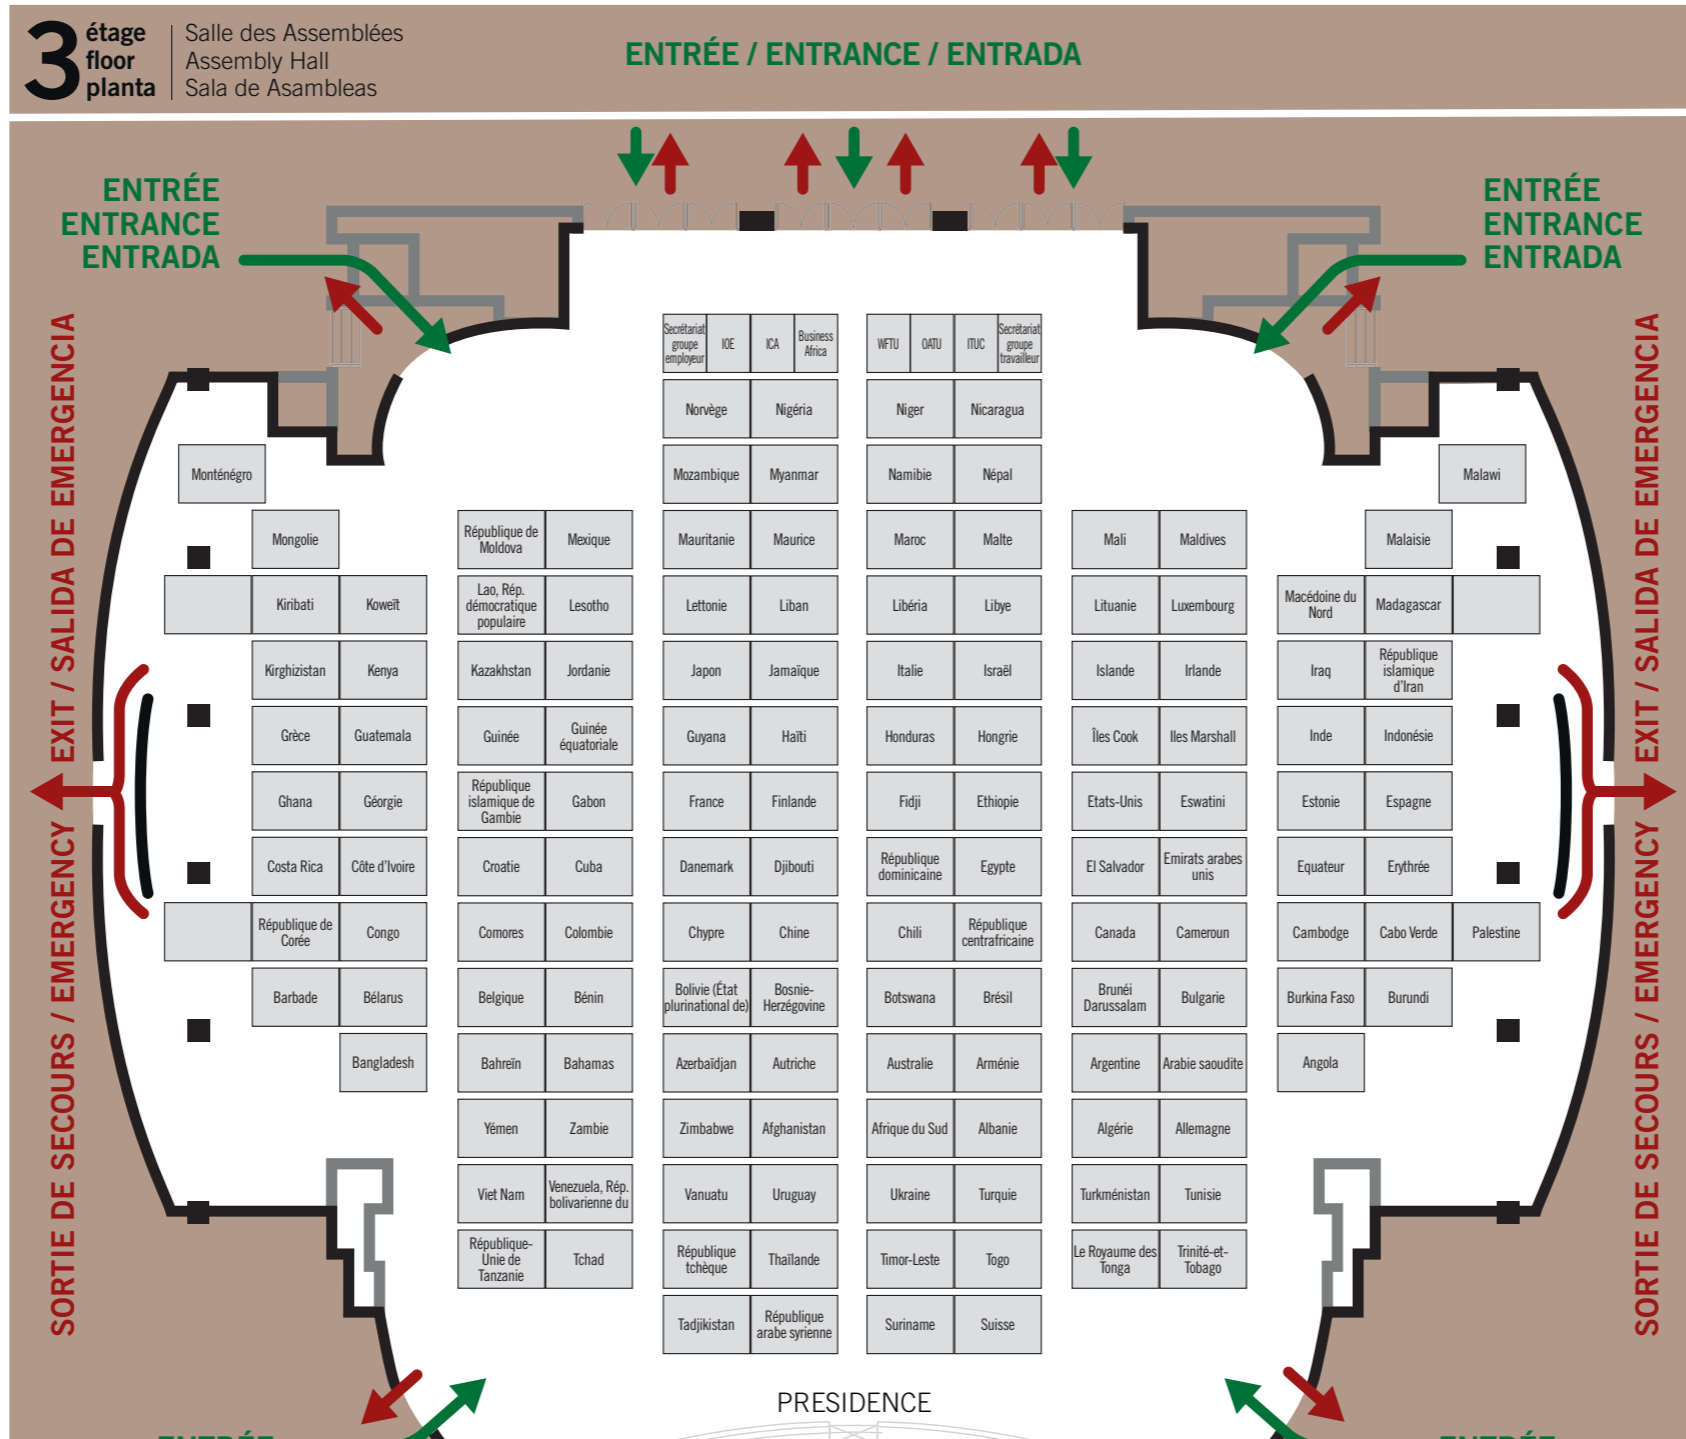 3
étage
floor
planta
Salle des Assemblées
Assembly Hall
Sala de Asambleas
ENTRÉE / ENTRANCE / ENTRADA
ENTRÉE
ENTRANCE
ENTRADA
ENTRÉE
ENTRANCE
ENTRADA
SORTIE DE SECOURS / EMERGENCY EXIT / SALIDA DE EMERGENCIA
SORTIE DE SECOURS / EMERGENCY EXIT / SALIDA DE EMERGENCIA
Secrétariat
groupe
employeur
IOE
ICA
Business
Africa
WFTU
OATU
ITUC
Secrétariat
groupe
travailleur
Norvège
Nigéria
Niger
Nicaragua
Monténégro
Mozambique
Myanmar
Namibie
Népal
Malawi
Mongolie
République de
Moldova
Mexique
Mauritanie
Maurice
Maroc
Malte
Mali
Maldives
Malaisie
Kiribati
Koweït
Lao, Rép.
démocratique
populaire
Lesotho
Lettonie
Liban
Libéria
Libye
Lituanie
Luxembourg
Macédoine du
Nord
Madagascar
Kirghizistan
Kenya
Kazakhstan
Jordanie
Japon
Jamaïque
Italie
Israël
Islande
Irlande
Iraq
République
islamique
d'Iran
Grèce
Guatemala
Guinée
Guinée
équatoriale
Guyana
Haïti
Honduras
Hongrie
Îles Cook
Iles Marshall
Inde
Indonésie
Ghana
Géorgie
République
islamique de
Gambie
Gabon
France
Finlande
Fidji
Ethiopie
Etats-Unis
Eswatini
Estonie
Espagne
Costa Rica
Côte d'Ivoire
Croatie
Cuba
Danemark
Djibouti
République
dominicaine
Egypte
El Salvador
Emirats arabes
unis
Equateur
Erythrée
République de
Corée
Congo
Comores
Colombie
Chypre
Chine
Chili
République
centrafricaine
Canada
Cameroun
Cambodge
Cabo Verde
Palestine
Barbade
Bélarus
Belgique
Bénin
Bolivie (État
plurinational de)
Bosnie-
Herzégovine
Botswana
Brésil
Brunéi
Darussalam
Bulgarie
Burkina Faso
Burundi
Bangladesh
Bahreïn
Bahamas
Azerbaïdjan
Autriche
Australie
Arménie
Argentine
Arabie saoudite
Angola
Yémen
Zambie
Zimbabwe
Afghanistan
Afrique du Sud
Albanie
Algérie
Allemagne
Viet Nam
Venezuela, Rép.
bolivarienne du
Vanuatu
Uruguay
Ukraine
Turquie
Turkménistan
Tunisie
République-
Unie de
Tanzanie
Tchad
République
tchèque
Thaïlande
Timor-Leste
Togo
Le Royaume des
Tonga
Trinité-et-
Tobago
Tadjikistan
République
arabe syrienne
Suriname
Suisse
PRESIDENCE
ENTRÉE
ENTRÉE